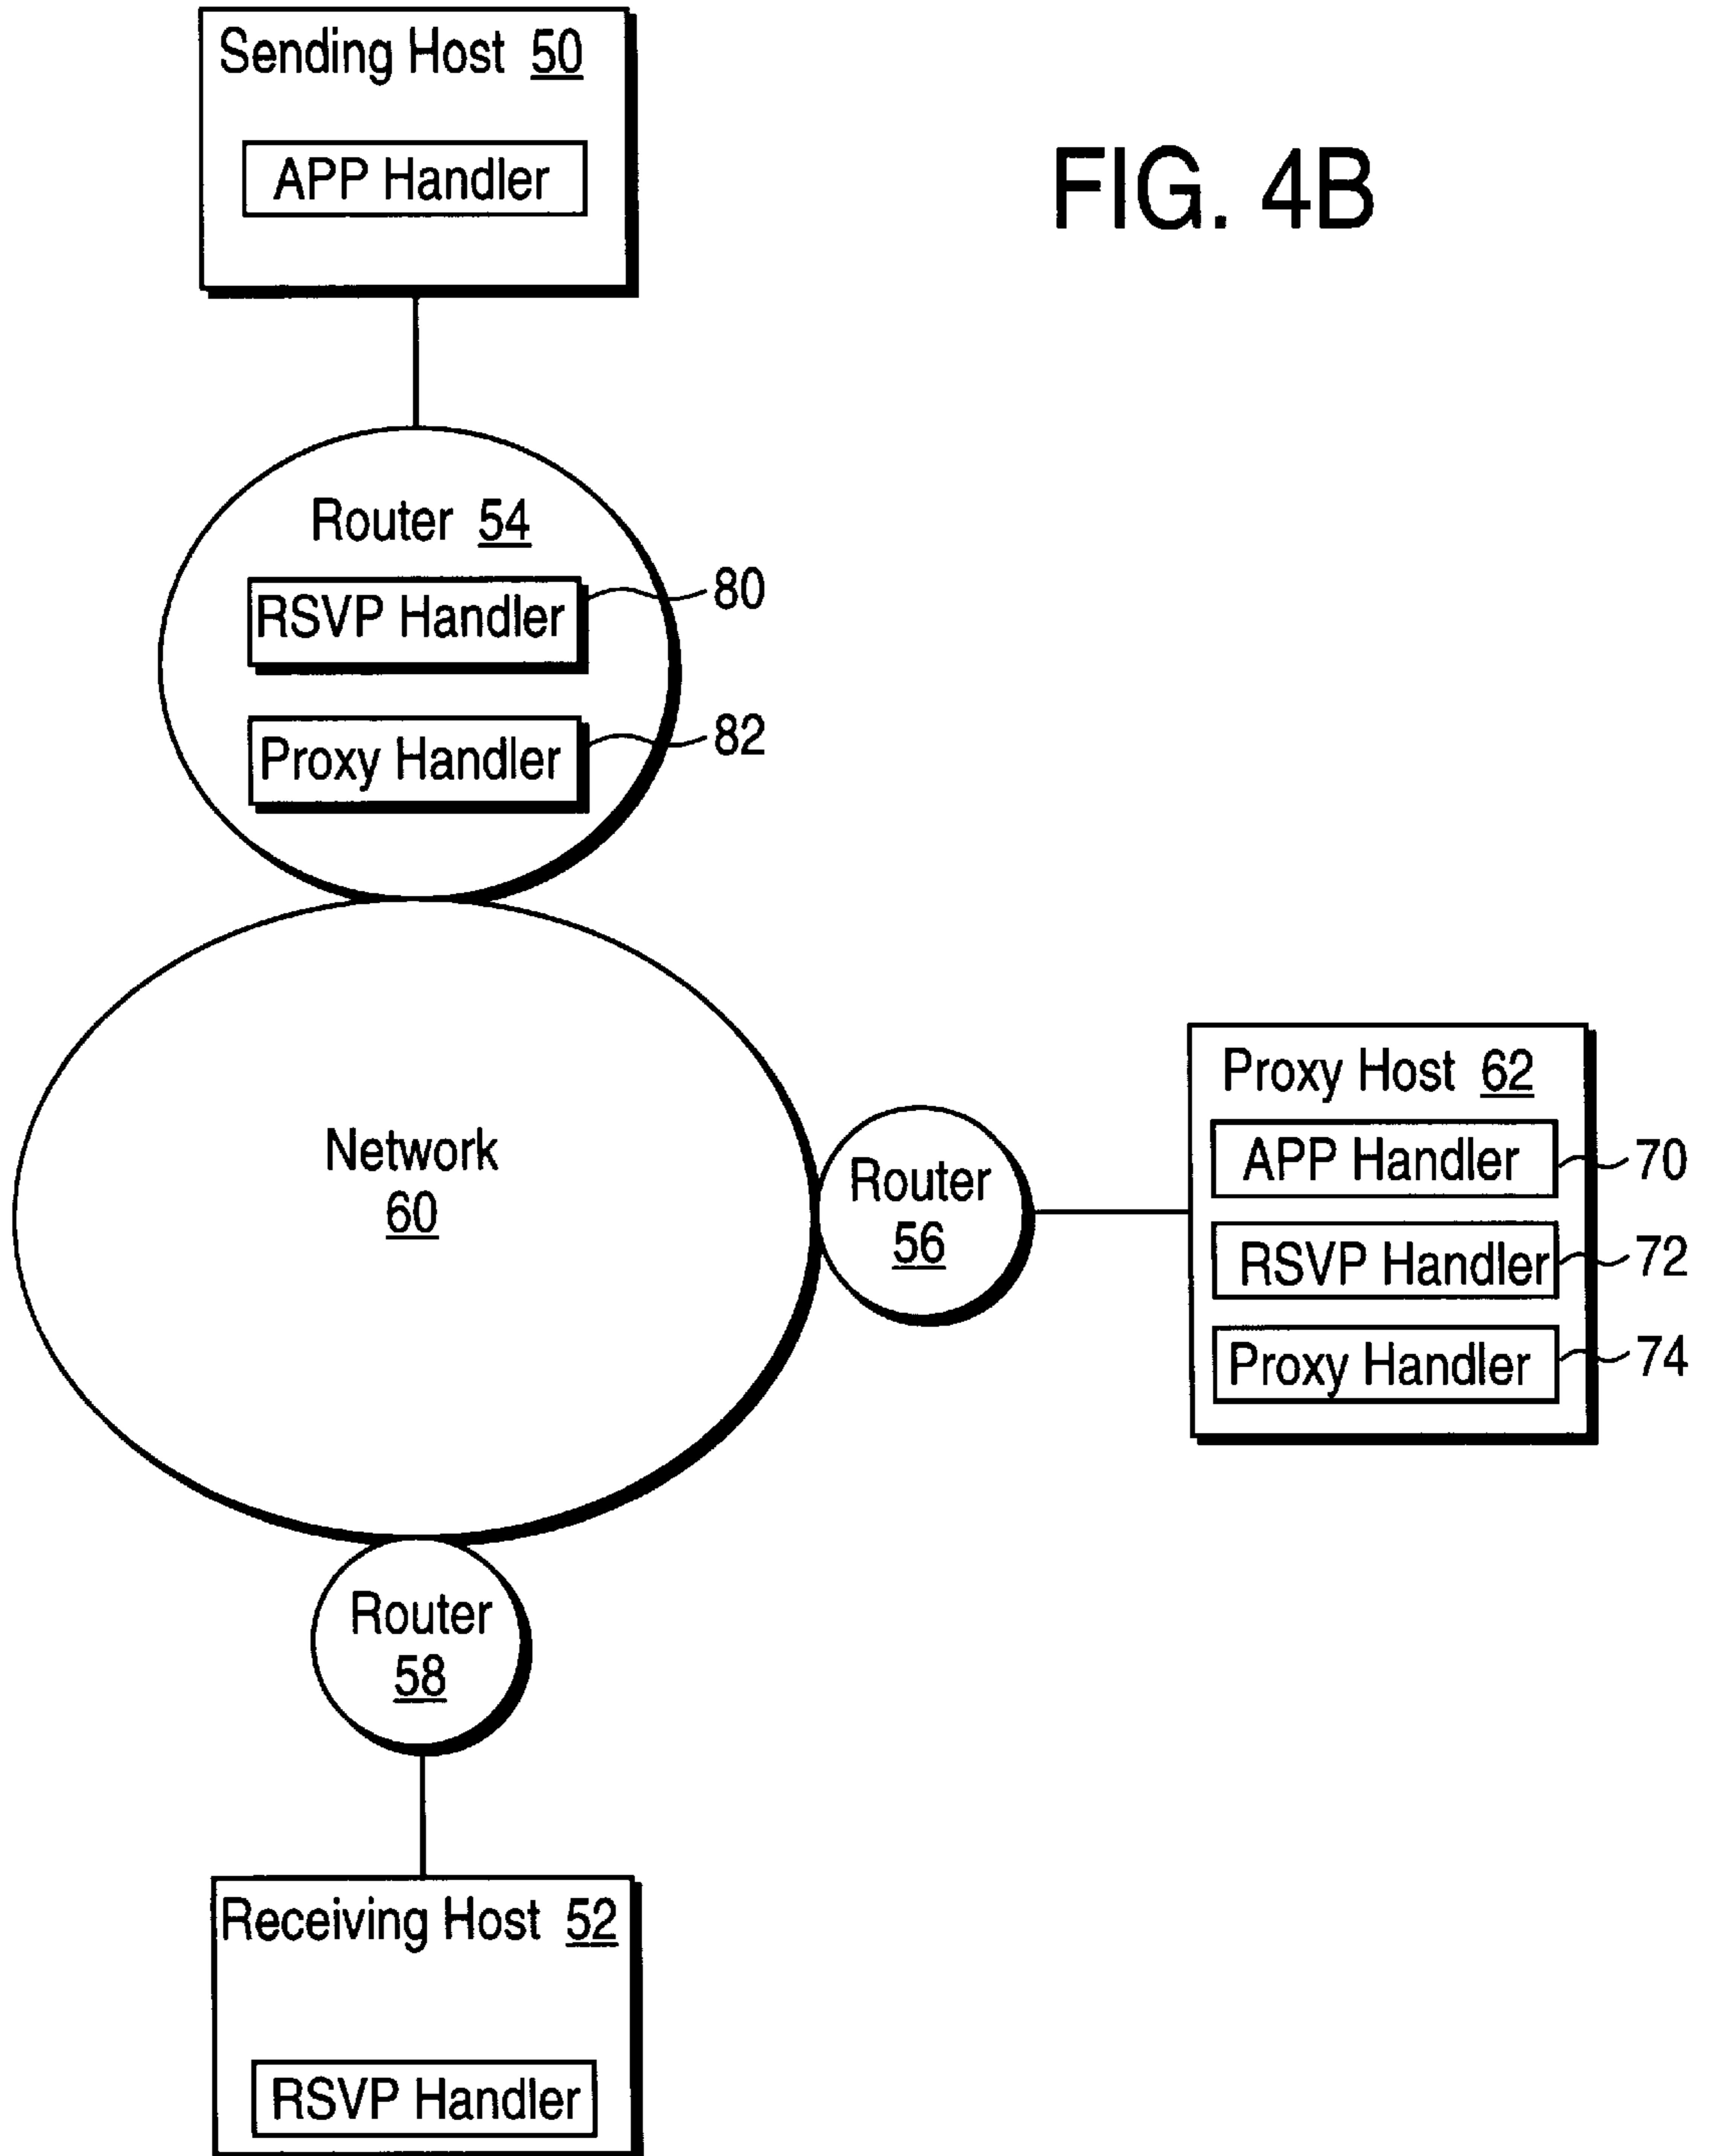 Sending Host 50
APP Handler
FIG. 4B
Router 54
RSVP Handler
80
Proxy Handler
82
Network
60
Router
56
Proxy Host 62
APP Handler
70
RSVP Handler
72
Proxy Handler
74
Router
58
Receiving Host 52
RSVP Handler